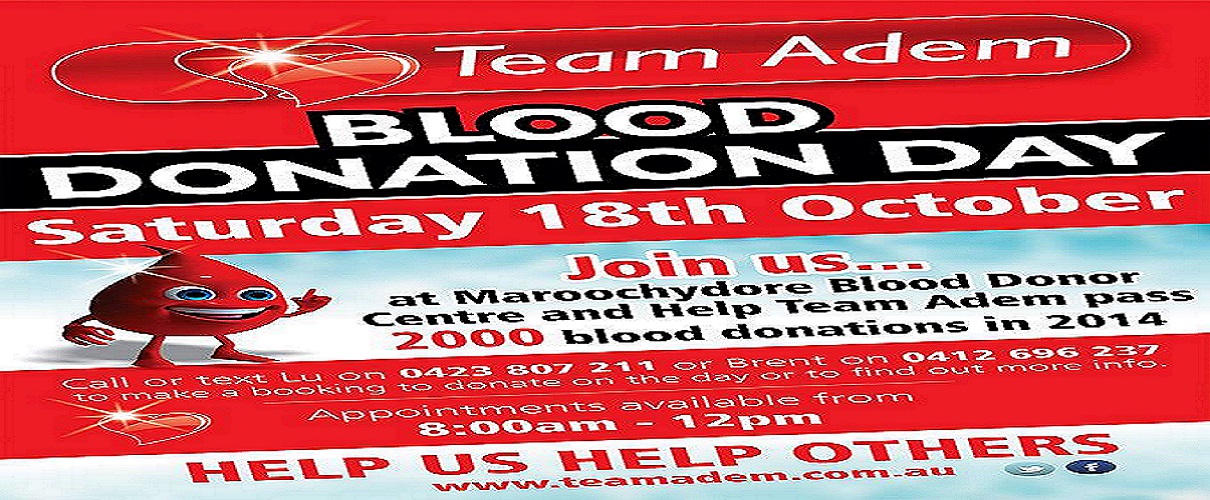 Team Adem
BLOOD
DONATION DAY
Saturday 18th October
Join us...
at Maroochydore Blood Donor
Centre and Help Team Adem pass
2000 blood donations in 2014
Call or text Lu on 0423 807 211 or Brent on 0412 696 237
to make a booking to donate on the day or to find out more info.
Appointments available from
8:00am - 12pm
HELP US HELP OTHERS
www.teamadem.com.au